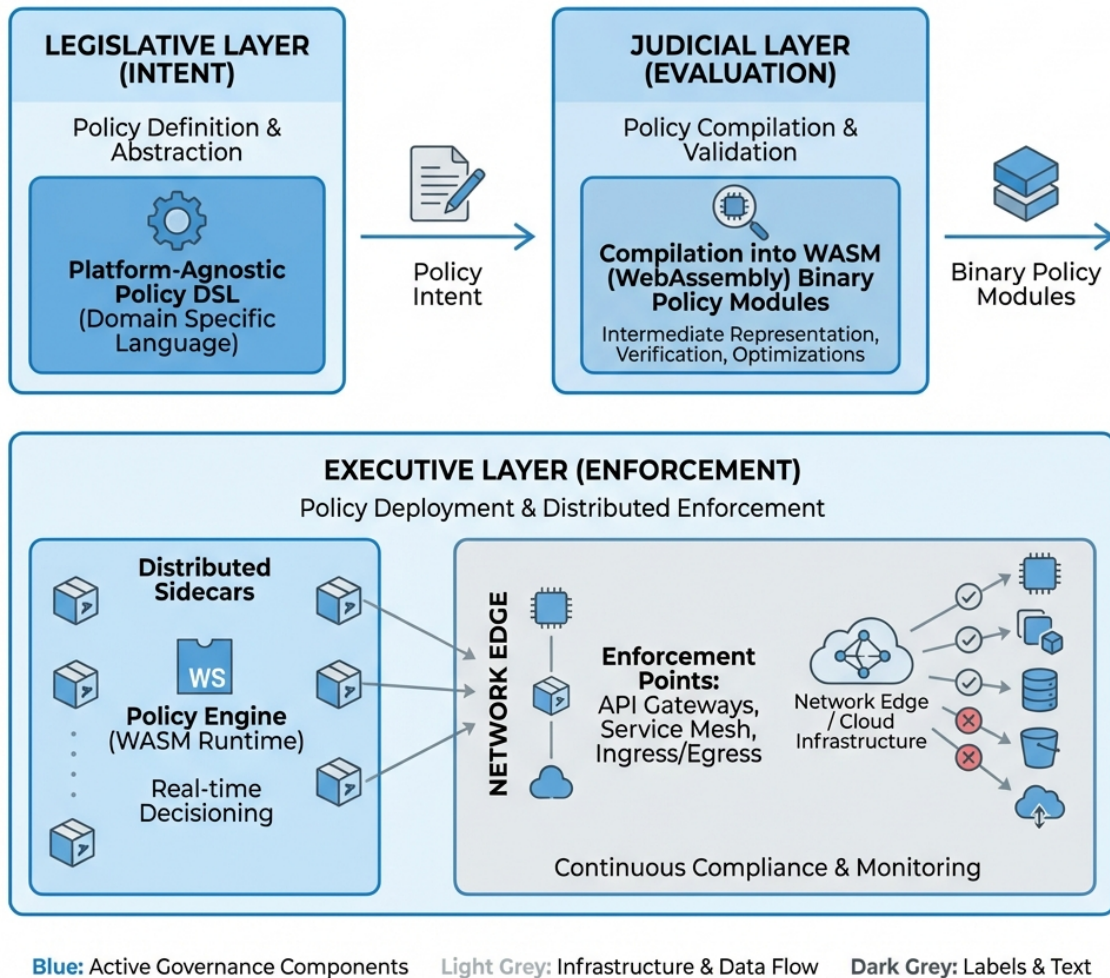 LEGISLATIVE LAYER
(INTENT)
Policy Definition &
Abstraction
Platform-Agnostic
Policy DSL
(Domain Specific
Language)
Policy
Intent
JUDICIAL LAYER
(EVALUATION)
Policy Compilation &
Validation
Compilation into WASM
(WebAssembly) Binary
Policy Modules
Intermediate Representation,
Verification, Optimizations
Binary Policy
Modules
EXECUTIVE LAYER (ENFORCEMENT)
Policy Deployment & Distributed Enforcement
Distributed
Sidecars
WS
Policy Engine
(WASM Runtime)
Real-time
Decisioning
NETWORK EDGE
Enforcement
Points:
API Gateways,
Service Mesh,
Ingress/Egress
Network Edge
/ Cloud
Infrastructure
Continuous Compliance & Monitoring
Blue: Active Governance Components Light Grey: Infrastructure & Data Flow Dark Grey: Labels & Text